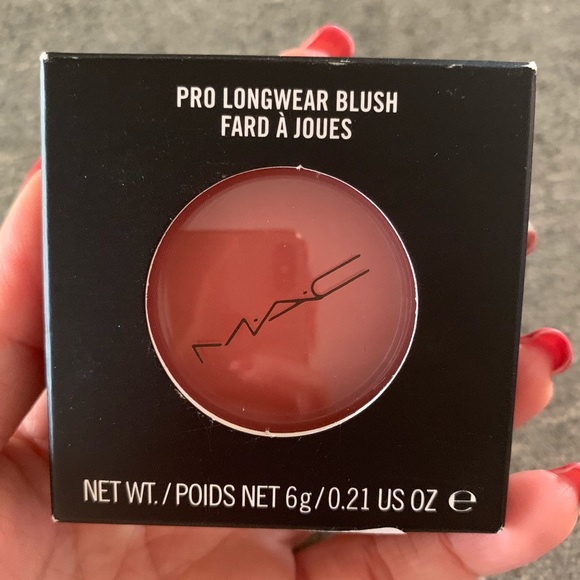 PRO LONGWEAR BLUSH
FARD À JOUES
M·A·C
NET WT./POIDS NET 6g/0.21 US OZ ℮